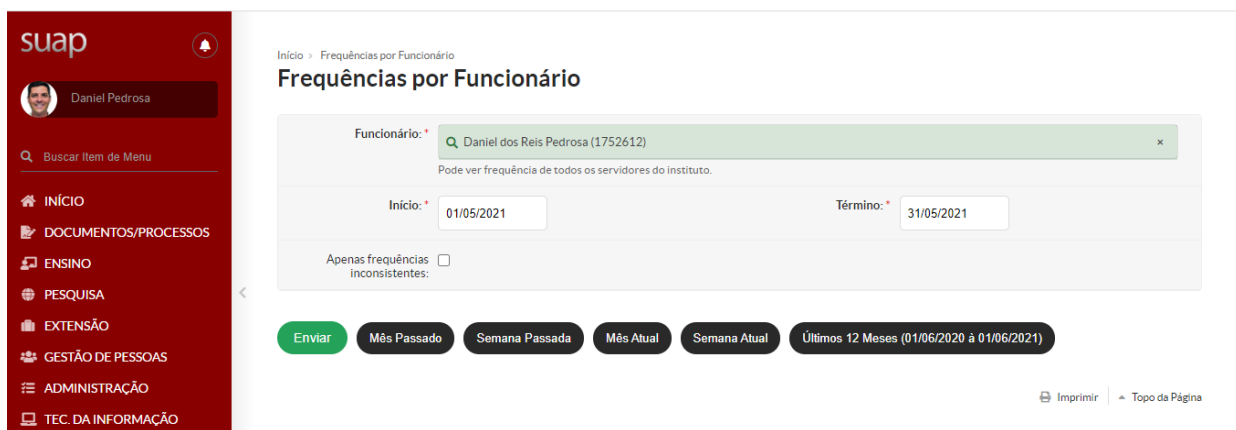 suap
Daniel Pedrosa
Buscar Item de Menu
INÍCIO
DOCUMENTOS/PROCESSOS
ENSINO
PESQUISA
EXTENSÃO
GESTÃO DE PESSOAS
ADMINISTRAÇÃO
TEC. DA INFORMAÇÃO
Início › Frequências por Funcionário
Frequências por Funcionário
Funcionário: * Daniel dos Reis Pedrosa (1752612) ×
Pode ver frequência de todos os servidores do instituto.
Início: * 01/05/2021 Término: * 31/05/2021
Apenas frequências
inconsistentes:
Enviar Mês Passado Semana Passada Mês Atual Semana Atual Últimos 12 Meses (01/06/2020 à 01/06/2021)
Imprimir Topo da Página